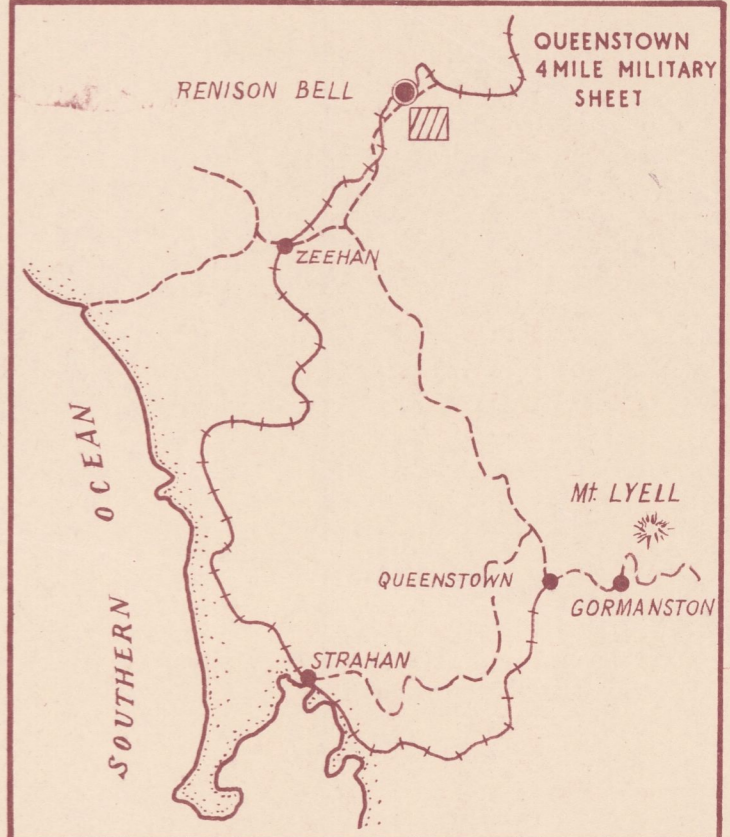 QUEENSTOWN
4 MILE MILITARY
SHEET
RENISON BELL
ZEEHAN
OCEAN
Mt. LYELL
QUEENSTOWN
GORMANSTON
STRAHAN
SOUTHERN